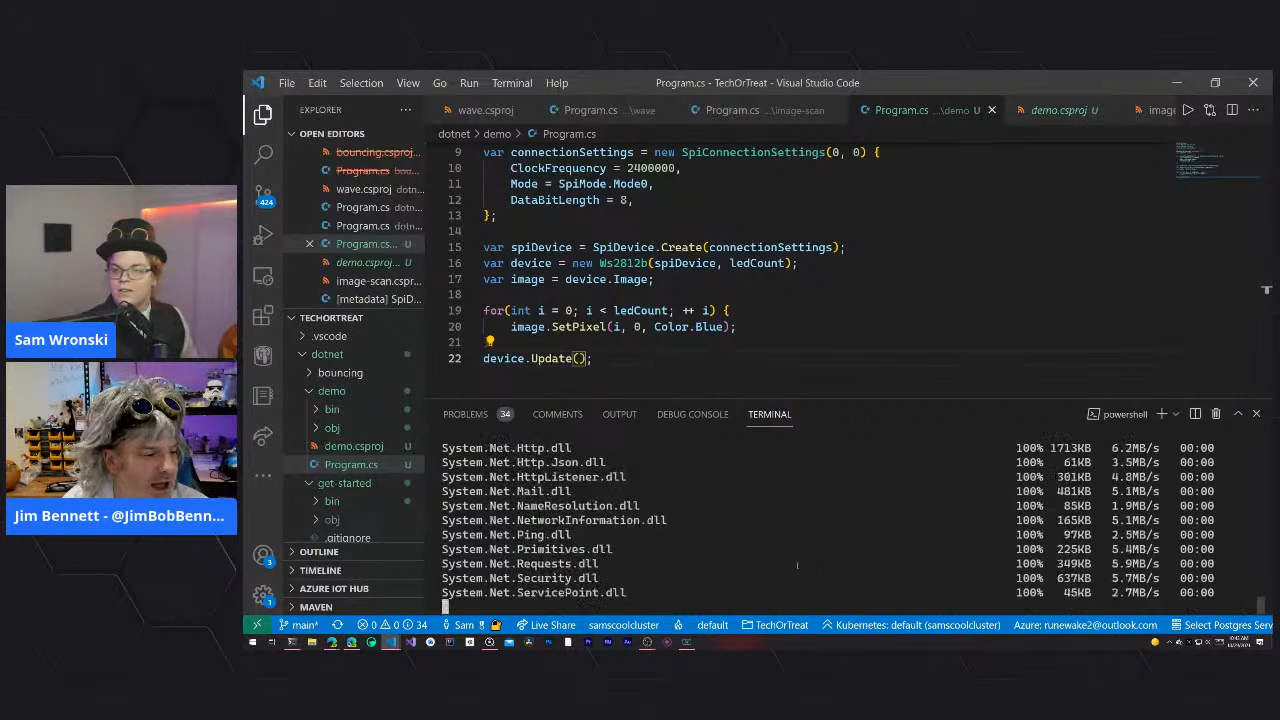 File Edit Selection View Go Run Terminal Help
Program.cs - TechOrTreat - Visual Studio Code
EXPLORER
wave.csproj
Program.cs ...\wave
Program.cs ...\image-scan
Program.cs ...\demo U
demo.csproj U
OPEN EDITORS
dotnet > demo > Program.cs
bouncing.csproj...
Program.cs bou...
wave.csproj dotn...
Program.cs dotn...
Program.cs dotn...
Program.cs... U
demo.csproj... U
image-scan.cspr...
[metadata] SpiD...
424
TECHORTREAT
.vscode
dotnet
bouncing
demo
bin
obj
demo.csproj U
Program.cs U
get-started
bin
obj
.gitignore
OUTLINE
TIMELINE
AZURE IOT HUB
MAVEN
3
1
9 var connectionSettings = new SpiConnectionSettings(0, 0) {
10 ClockFrequency = 2400000,
11 Mode = SpiMode.Mode0,
12 DataBitLength = 8,
13 };
14
15 var spiDevice = SpiDevice.Create(connectionSettings);
16 var device = new Ws2812b(spiDevice, ledCount);
17 var image = device.Image;
18
19 for(int i = 0; i < ledCount; ++ i) {
20 image.SetPixel(i, 0, Color.Blue);
21
22 device.Update();
PROBLEMS 34 COMMENTS OUTPUT DEBUG CONSOLE TERMINAL
powershell
System.Net.Http.dll 100% 1713KB 6.2MB/s 00:00
System.Net.Http.Json.dll 100% 61KB 3.5MB/s 00:00
System.Net.HttpListener.dll 100% 301KB 4.8MB/s 00:00
System.Net.Mail.dll 100% 481KB 5.1MB/s 00:00
System.Net.NameResolution.dll 100% 85KB 1.9MB/s 00:00
System.Net.NetworkInformation.dll 100% 165KB 5.1MB/s 00:00
System.Net.Ping.dll 100% 97KB 2.5MB/s 00:00
System.Net.Primitives.dll 100% 225KB 5.4MB/s 00:00
System.Net.Requests.dll 100% 349KB 5.9MB/s 00:00
System.Net.Security.dll 100% 637KB 5.7MB/s 00:00
System.Net.ServicePoint.dll 100% 45KB 2.7MB/s 00:00
main* 0 0 34 Sam Live Share samscoolcluster default TechOrTreat Kubernetes: default (samscoolcluster) Azure: runewake2@outlook.com Select Postgres Serv
Sam Wronski
Jim Bennett - @JimBobBenn...